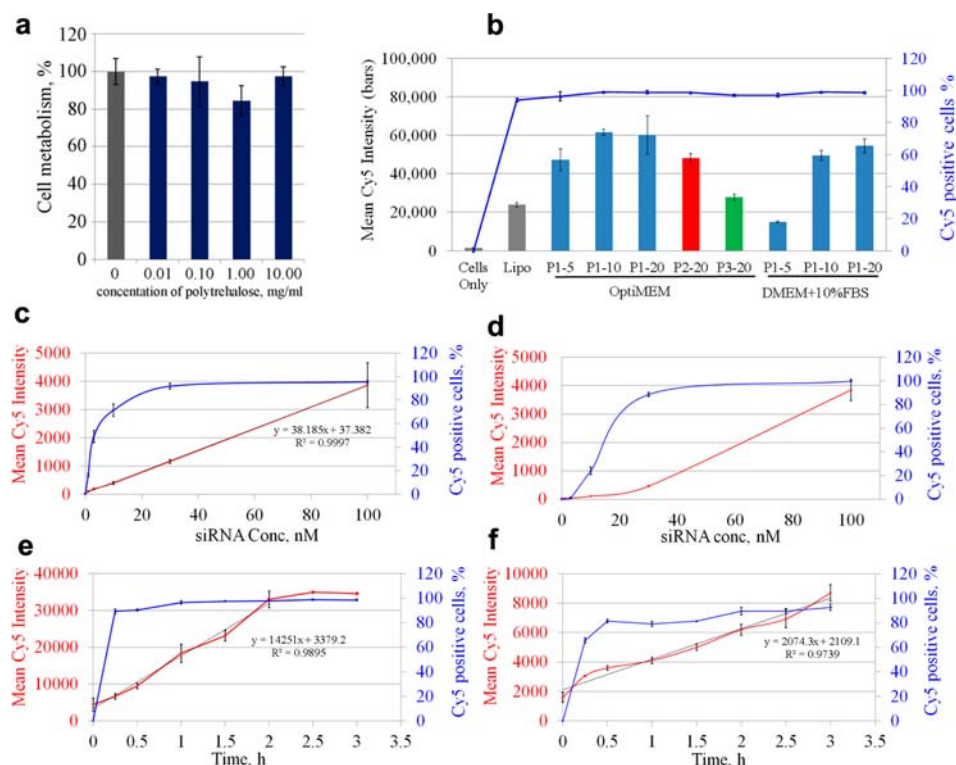 a
Cell metabolism, %
120
100
80
60
40
20
0
0 0.01 0.10 1.00 10.00
concentation of polytrehalose, mg/ml
b
Mean Cy5 Intensity (bars)
100,000
80,000
60,000
40,000
20,000
0
Cy5 positive cells %
120
100
80
60
40
20
0
Cells Only Lipo P1-5 P1-10 P1-20 P2-20 P3-20 P1-5 P1-10 P1-20
OptiMEM DMEM+10%FBS
c
Mean Cy5 Intensity
5000
4000
3000
2000
1000
0
Cy5 positive cells, %
120
100
80
60
40
20
0
y = 38.185x + 37.382
R² = 0.9997
0 20 40 60 80 100
siRNA Conc, nM
d
Mean Cy5 Intensity
5000
4000
3000
2000
1000
0
Cy5 positive cells, %
120
100
80
60
40
20
0
0 20 40 60 80 100
siRNA conc, nM
e
Mean Cy5 Intensity
40000
30000
20000
10000
0
Cy5 positive cells, %
120
100
80
60
40
20
0
y = 14251x + 3379.2
R² = 0.9895
0 0.5 1 1.5 2 2.5 3 3.5
Time, h
f
Mean Cy5 Intensity
10000
8000
6000
4000
2000
0
Cy5 positive cells, %
120
100
80
60
40
20
0
y = 2074.3x + 2109.1
R² = 0.9739
0 0.5 1 1.5 2 2.5 3 3.5
Time, h